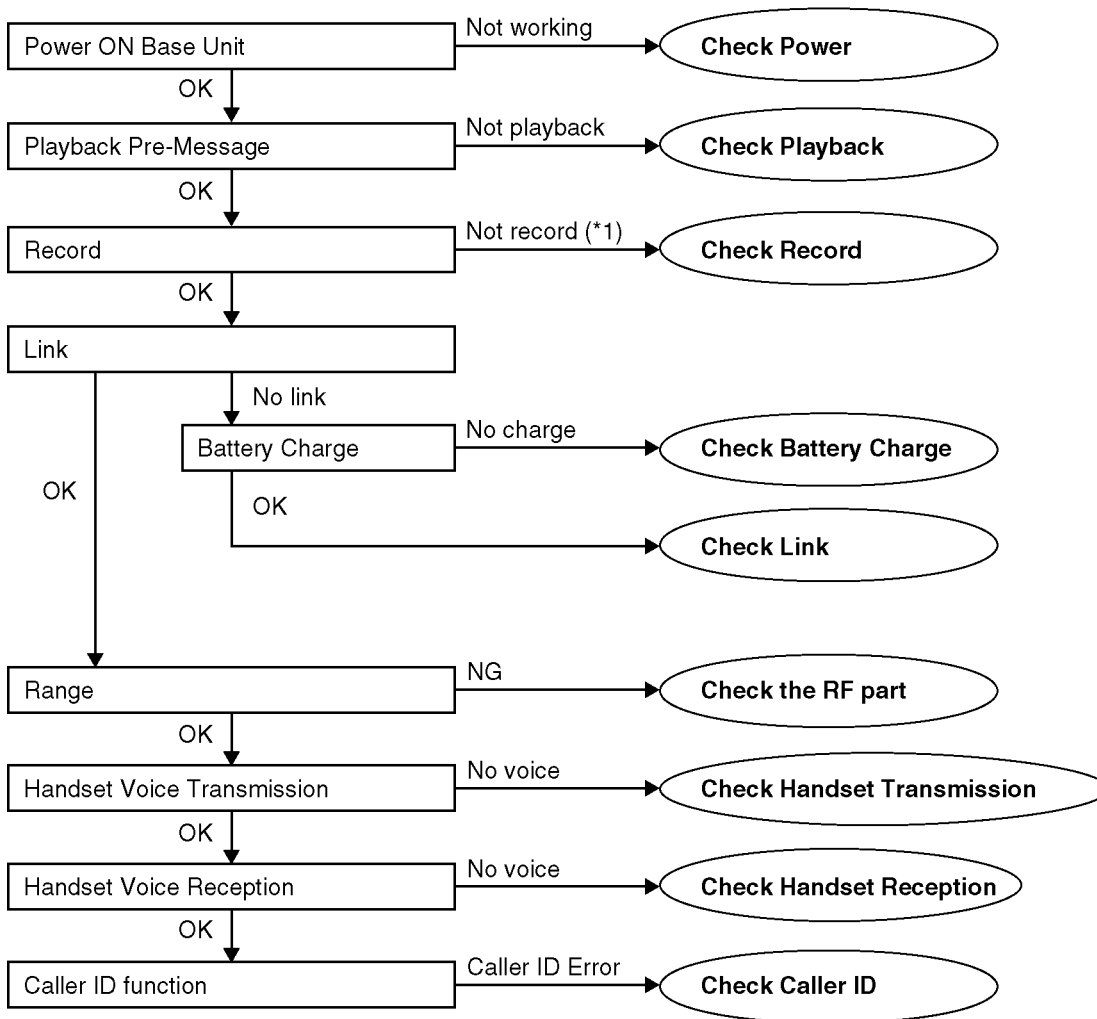 Power ON Base Unit
Not working
Check Power
OK
Playback Pre-Message
Not playback
Check Playback
OK
Record
Not record (*1)
Check Record
OK
Link
No link
Battery Charge
No charge
Check Battery Charge
OK
OK
Check Link
Range
NG
Check the RF part
OK
Handset Voice Transmission
No voice
Check Handset Transmission
OK
Handset Voice Reception
No voice
Check Handset Reception
OK
Caller ID function
Caller ID Error
Check Caller ID